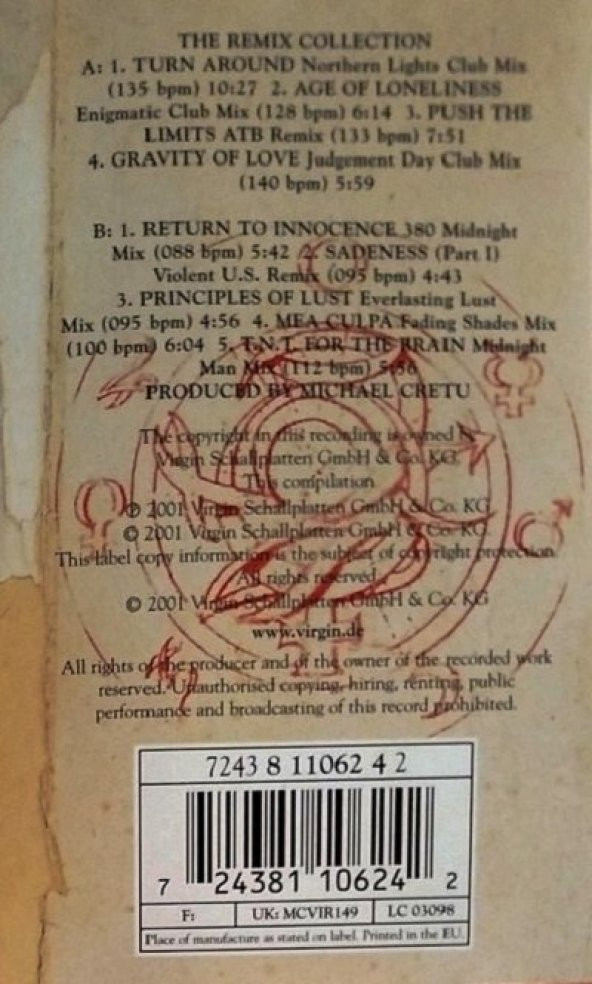 THE REMIX COLLECTION
A: 1. TURN AROUND Northern Lights Club Mix
(135 bpm) 10:27 2. AGE OF LONELINESS
Enigmatic Club Mix (128 bpm) 6:14 3. PUSH THE
LIMITS ATB Remix (133 bpm) 7:51
4. GRAVITY OF LOVE Judgement Day Club Mix
(140 bpm) 5:59
B: 1. RETURN TO INNOCENCE 380 Midnight
Mix (088 bpm) 5:42 2. SADENESS (Part I)
Violent U.S. Remix (095 bpm) 4:43
3. PRINCIPLES OF LUST Everlasting Lust
Mix (095 bpm) 4:56 4. MEA CULPA Fading Shades Mix
(100 bpm) 6:04 5. T.N.T. FOR THE BRAIN Midnight
Man Mix (112 bpm) 5:56
PRODUCED BY MICHAEL CRETU
The copyright in this recording is owned by
Virgin Schallplatten GmbH & Co. KG.
This compilation
℗ 2001 Virgin Schallplatten GmbH & Co. KG
© 2001 Virgin Schallplatten GmbH & Co. KG.
This label copy information is the subject of copyright protection.
All rights reserved.
© 2001 Virgin Schallplatten GmbH & Co. KG
www.virgin.de
All rights of the producer and of the owner of the recorded work
reserved. Unauthorised copying, hiring, renting, public
performance and broadcasting of this record prohibited.
7243 8 11062 4 2
7 24381 10624 2
F: UK: MCVIR149 LC 03098
Place of manufacture as stated on label. Printed in the EU.